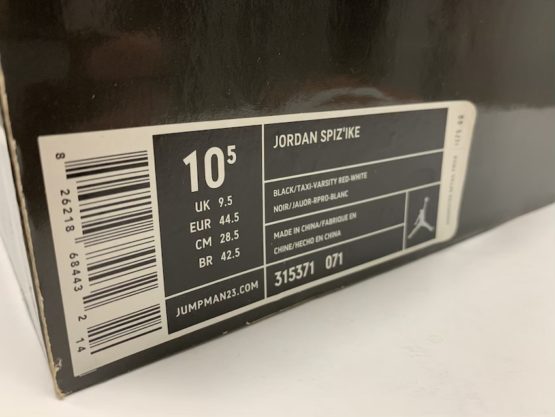 8 26218 68443 2 14
10⁵
UK 9.5
EUR 44.5
CM 28.5
BR 42.5
JUMPMAN23.COM
JORDAN SPIZ'IKE
BLACK/TAXI-VARSITY RED-WHITE
NOIR/JAUOR-RPRO-BLANC
MADE IN CHINA/FABRIQUE EN
CHINE/HECHO EN CHINA
315371 071